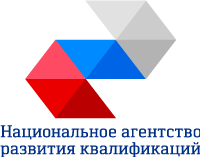 Национальное агентство
развития квалификаций